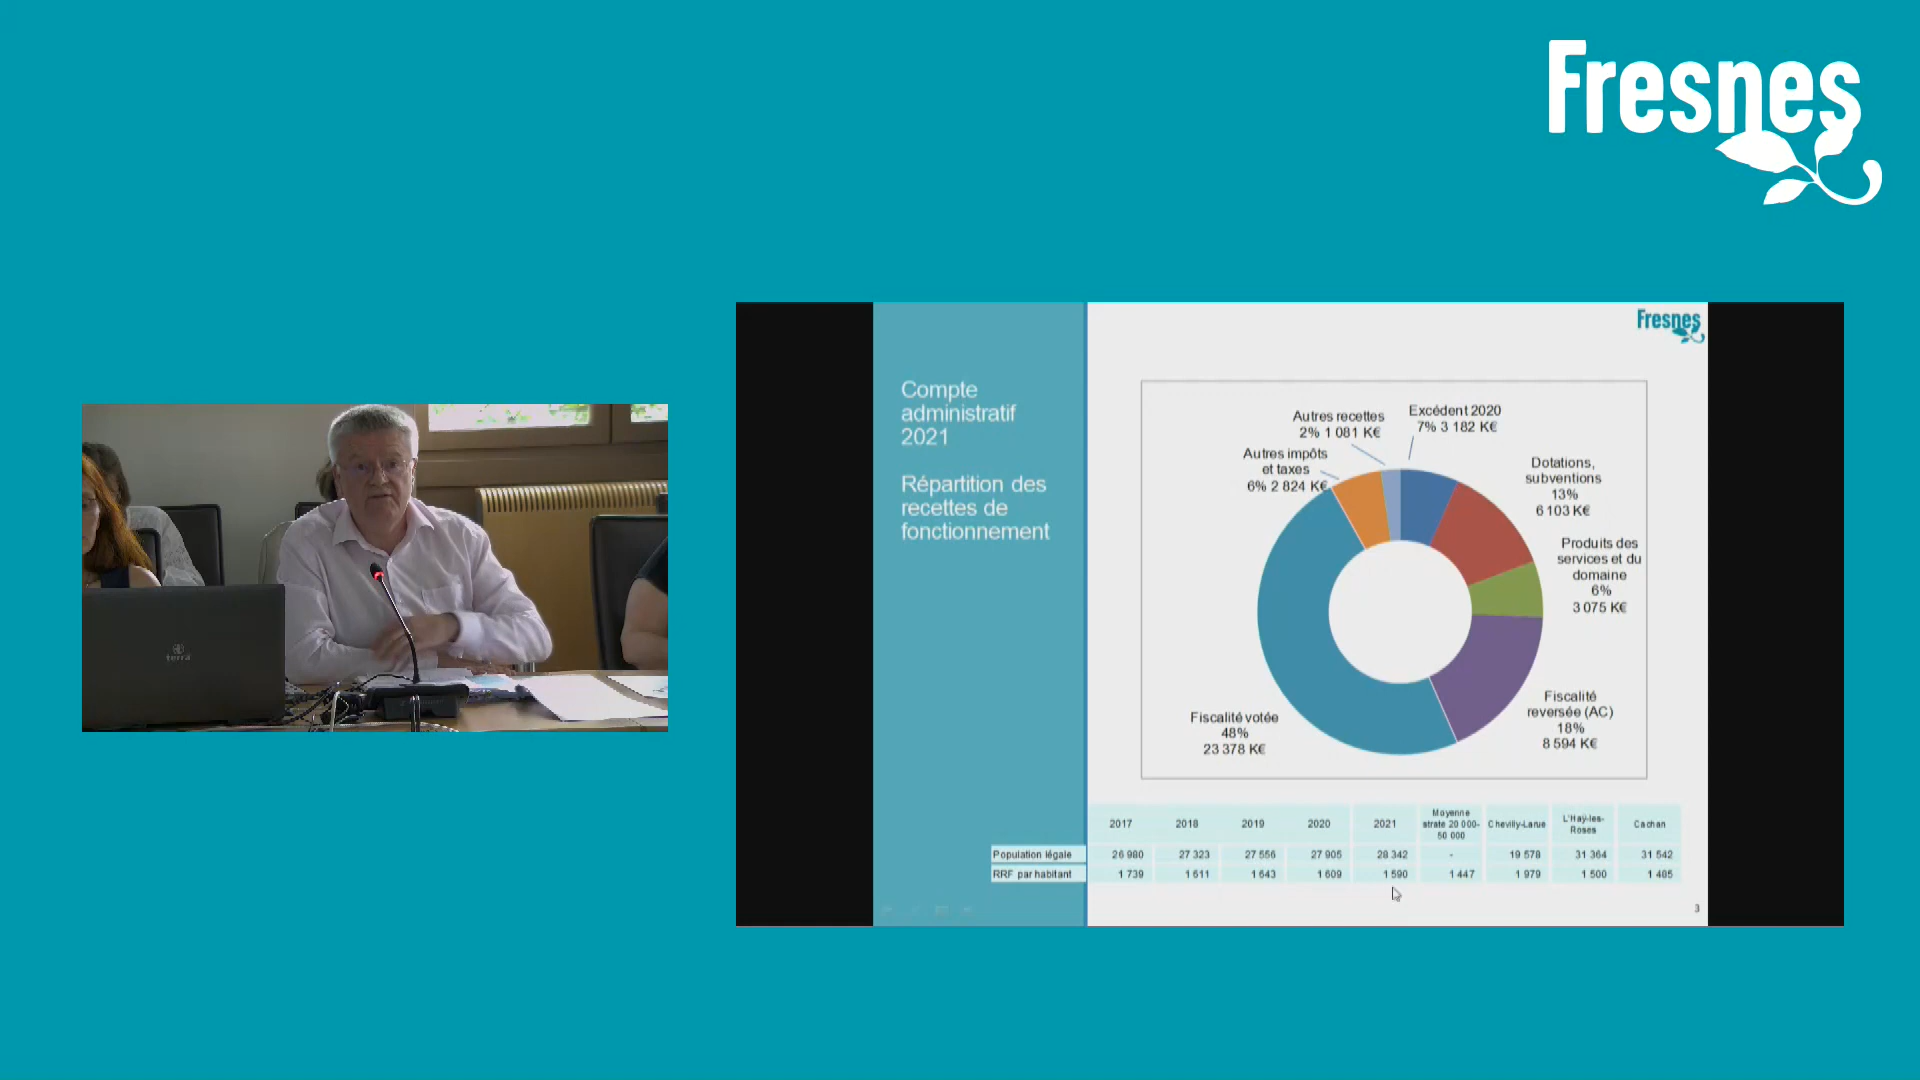 Fresnes
Fresnes
terra
Compte
administratif
2021
Répartition des
recettes de
fonctionnement
Autres recettes
2% 1 081 K€
Excédent 2020
7% 3 182 K€
Autres impôts
et taxes
6% 2 824 K€
Dotations,
subventions
13%
6 103 K€
Produits des
services et du
domaine
6%
3 075 K€
Fiscalité
reversée (AC)
18%
8 594 K€
Fiscalité votée
48%
23 378 K€
2017 2018 2019 2020 2021 Moyenne strate 20 000-50 000 Chevilly-Larue L'Haÿ-les-Roses Cachan
Population légale 26 980 27 323 27 556 27 905 28 342 - 19 578 31 364 31 542
RRF par habitant 1 739 1 611 1 643 1 609 1 590 1 447 1 979 1 500 1 485
3